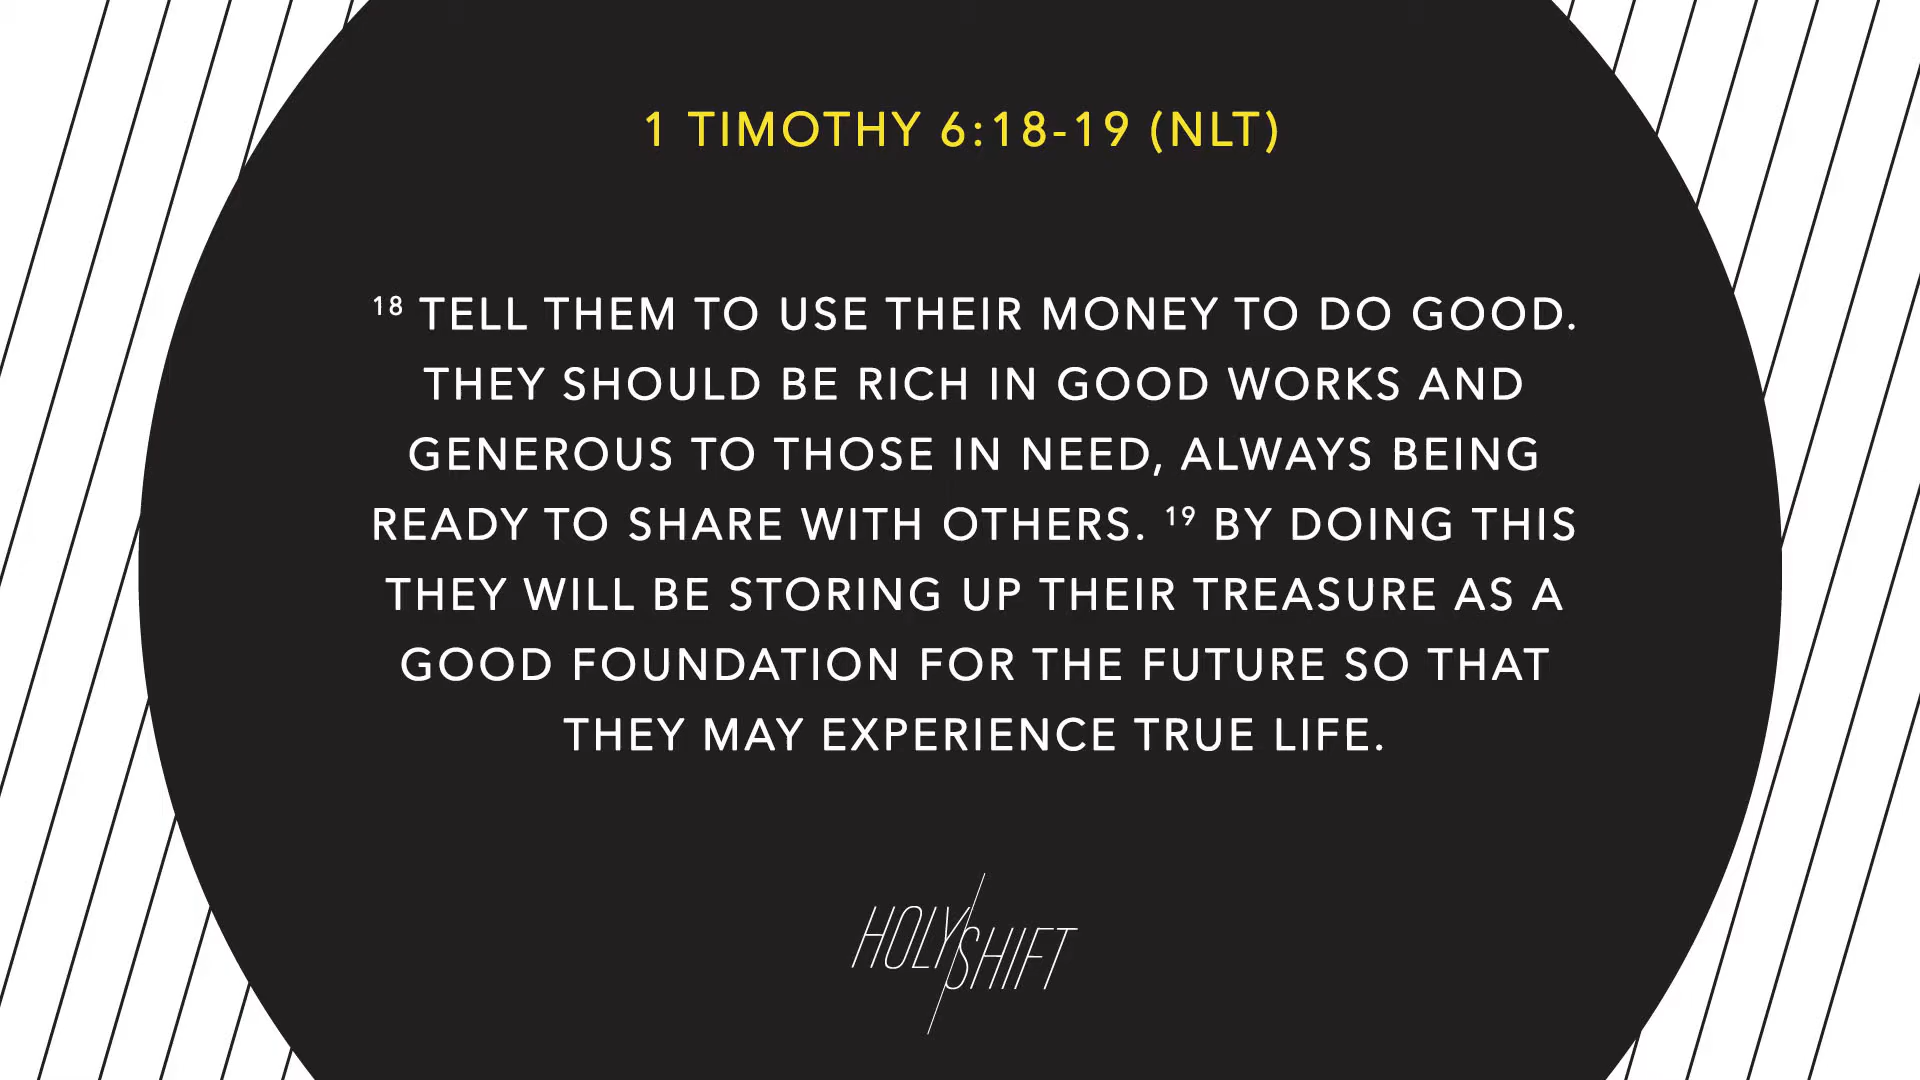 1 TIMOTHY 6:18-19 (NLT)
18 TELL THEM TO USE THEIR MONEY TO DO GOOD.
THEY SHOULD BE RICH IN GOOD WORKS AND
GENEROUS TO THOSE IN NEED, ALWAYS BEING
READY TO SHARE WITH OTHERS. 19 BY DOING THIS
THEY WILL BE STORING UP THEIR TREASURE AS A
GOOD FOUNDATION FOR THE FUTURE SO THAT
THEY MAY EXPERIENCE TRUE LIFE.
HOLY/SHIFT